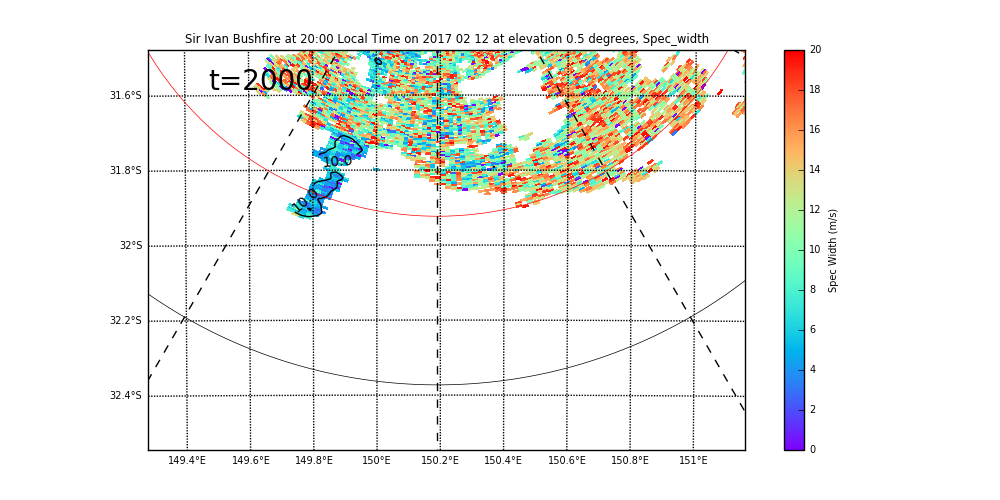 Sir Ivan Bushfire at 20:00 Local Time on 2017 02 12 at elevation 0.5 degrees, Spec_width
t=2000
31.6°S
31.8°S
32°S
32.2°S
32.4°S
10.0
10.0
149.4°E 149.6°E 149.8°E 150°E 150.2°E 150.4°E 150.6°E 150.8°E 151°E
20
18
16
14
12
10
8
6
4
2
0
Spec Width (m/s)